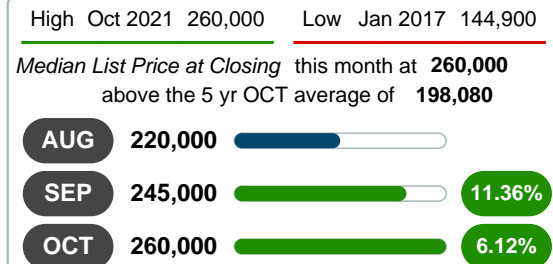 High Oct 2021 260,000 Low Jan 2017 144,900
Median List Price at Closing this month at 260,000
above the 5 yr OCT average of 198,080
AUG 220,000
SEP 245,000 11.36%
OCT 260,000 6.12%